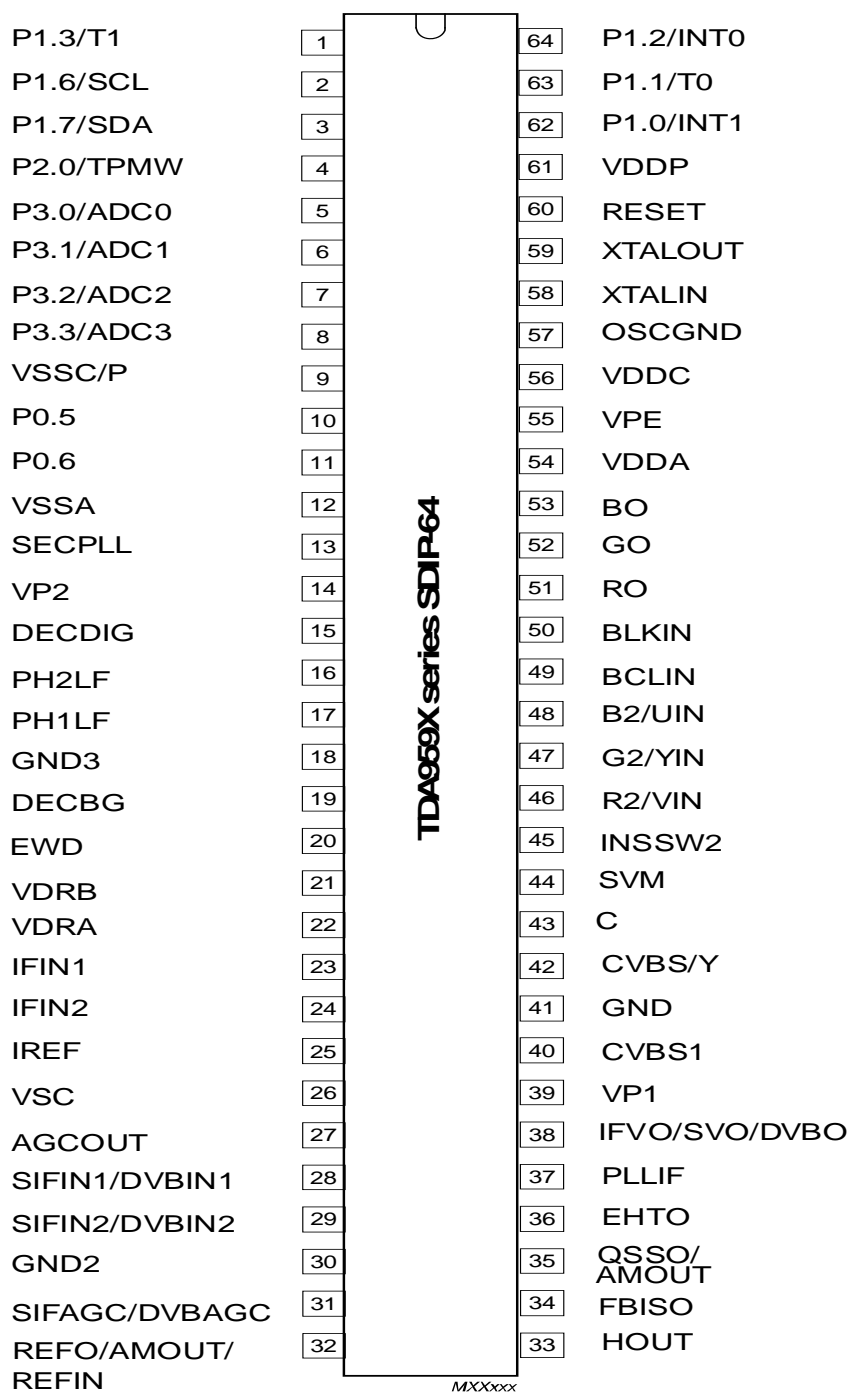 P1.3/T1 1 64 P1.2/INT0
P1.6/SCL 2 63 P1.1/T0
P1.7/SDA 3 62 P1.0/INT1
P2.0/TPMW 4 61 VDDP
P3.0/ADC0 5 60 RESET
P3.1/ADC1 6 59 XTALOUT
P3.2/ADC2 7 58 XTALIN
P3.3/ADC3 8 57 OSCGND
VSSC/P 9 56 VDDC
P0.5 10 55 VPE
P0.6 11 54 VDDA
VSSA 12 53 BO
SECPLL 13 52 GO
VP2 14 51 RO
DECDIG 15 50 BLKIN
PH2LF 16 49 BCLIN
PH1LF 17 48 B2/UIN
GND3 18 47 G2/YIN
DECBG 19 46 R2/VIN
EWD 20 45 INSSW2
VDRB 21 44 SVM
VDRA 22 43 C
IFIN1 23 42 CVBS/Y
IFIN2 24 41 GND
IREF 25 40 CVBS1
VSC 26 39 VP1
AGCOUT 27 38 IFVO/SVO/DVBO
SIFIN1/DVBIN1 28 37 PLLIF
SIFIN2/DVBIN2 29 36 EHTO
GND2 30 35 QSSO/
AMOUT
SIFAGC/DVBAGC 31 34 FBISO
REFO/AMOUT/ 32 33 HOUT
REFIN
TDA959X series SDIP-64
MXXxxx